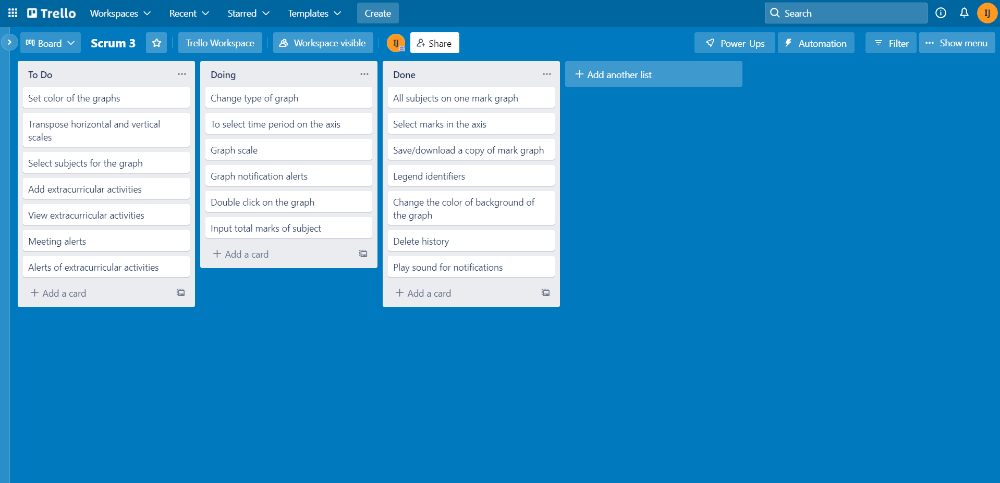 Trello Workspaces Recent Starred Templates Create Search IJ
Board Scrum 3 Trello Workspace Workspace visible IJ Share Power-Ups Automation Filter Show menu
To Do
Set color of the graphs
Transpose horizontal and vertical
scales
Select subjects for the graph
Add extracurricular activities
View extracurricular activities
Meeting alerts
Alerts of extracurricular activities
+ Add a card
Doing
Change type of graph
To select time period on the axis
Graph scale
Graph notification alerts
Double click on the graph
Input total marks of subject
+ Add a card
Done
All subjects on one mark graph
Select marks in the axis
Save/download a copy of mark graph
Legend identifiers
Change the color of background of
the graph
Delete history
Play sound for notifications
+ Add a card
+ Add another list